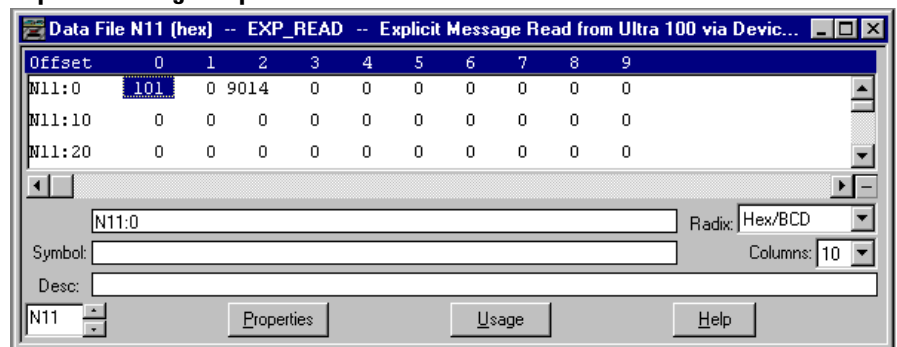 Data File N11 (hex) -- EXP_READ -- Explicit Message Read from Ultra 100 via Devic...
Offset 0 1 2 3 4 5 6 7 8 9
N11:0 101 0 9014 0 0 0 0 0 0 0
N11:10 0 0 0 0 0 0 0 0 0 0
N11:20 0 0 0 0 0 0 0 0 0 0
N11:0 Radix: Hex/BCD
Symbol: Columns: 10
Desc:
N11 Properties Usage Help